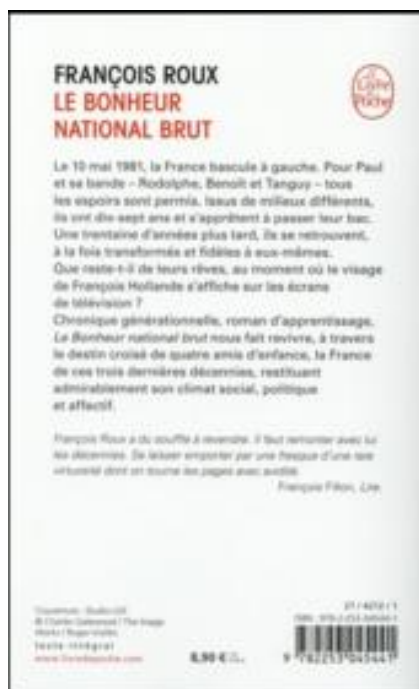 FRANÇOIS ROUX
LE BONHEUR
NATIONAL BRUT
Le Livre de Poche
Le 10 mai 1981, la France bascule à gauche. Pour Paul
et sa bande – Rodolphe, Benoît et Tanguy – tous
les espoirs sont permis. Issus de milieux différents,
ils ont dix-sept ans et s'apprêtent à passer leur bac.
Une trentaine d'années plus tard, ils se retrouvent,
à la fois transformés et fidèles à eux-mêmes.
Que reste-t-il de leurs rêves, au moment où le visage
de François Hollande s'affiche sur les écrans
de télévision ?
Chronique générationnelle, roman d'apprentissage,
Le Bonheur national brut nous fait revivre, à travers
le destin croisé de quatre amis d'enfance, la France
de ces trois dernières décennies, restituant
admirablement son climat social, politique
et affectif.
François Roux a du souffle à revendre. Il faut remonter avec lui
les décennies. Se laisser emporter par une fresque d'une rare
virtuosité dont on tourne les pages avec avidité.
Lire.
texte intégral
www.livredepoche.com
8,90 €
9 782253 045441